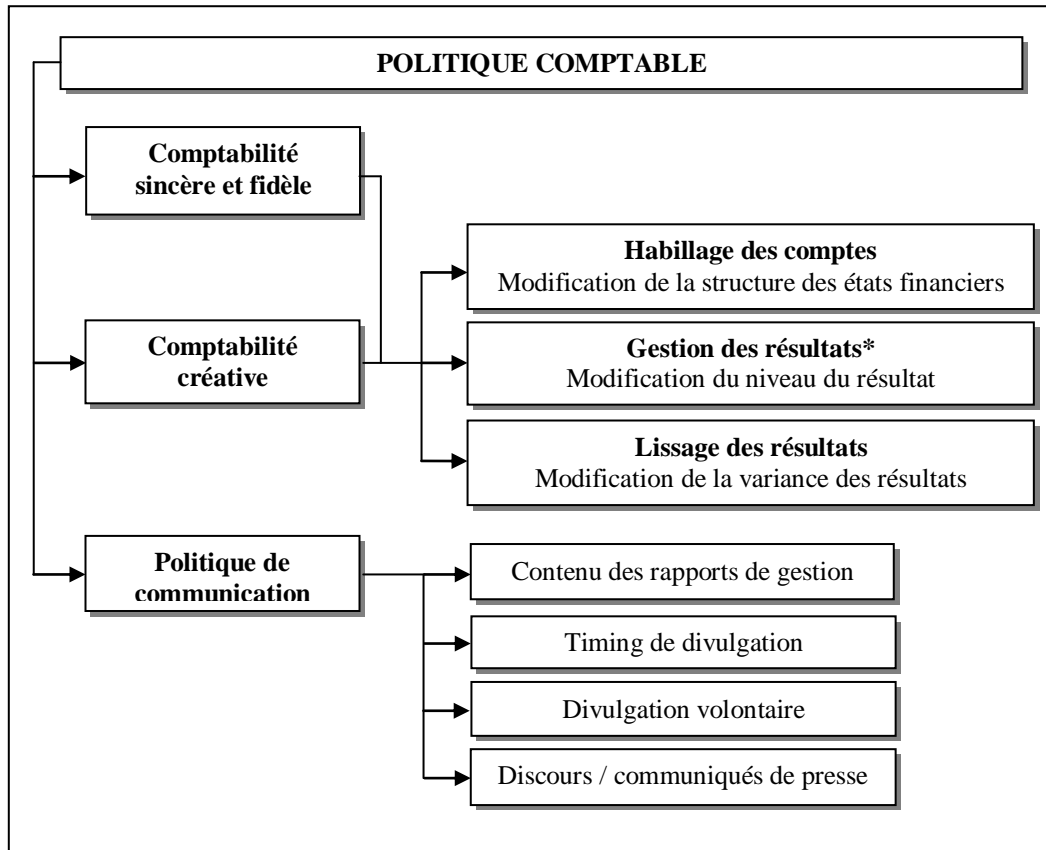 POLITIQUE COMPTABLE
Comptabilité
sincère et fidèle
Habillage des comptes
Modification de la structure des états financiers
Comptabilité
créative
Gestion des résultats*
Modification du niveau du résultat
Lissage des résultats
Modification de la variance des résultats
Politique de
communication
Contenu des rapports de gestion
Timing de divulgation
Divulgation volontaire
Discours / communiqués de presse